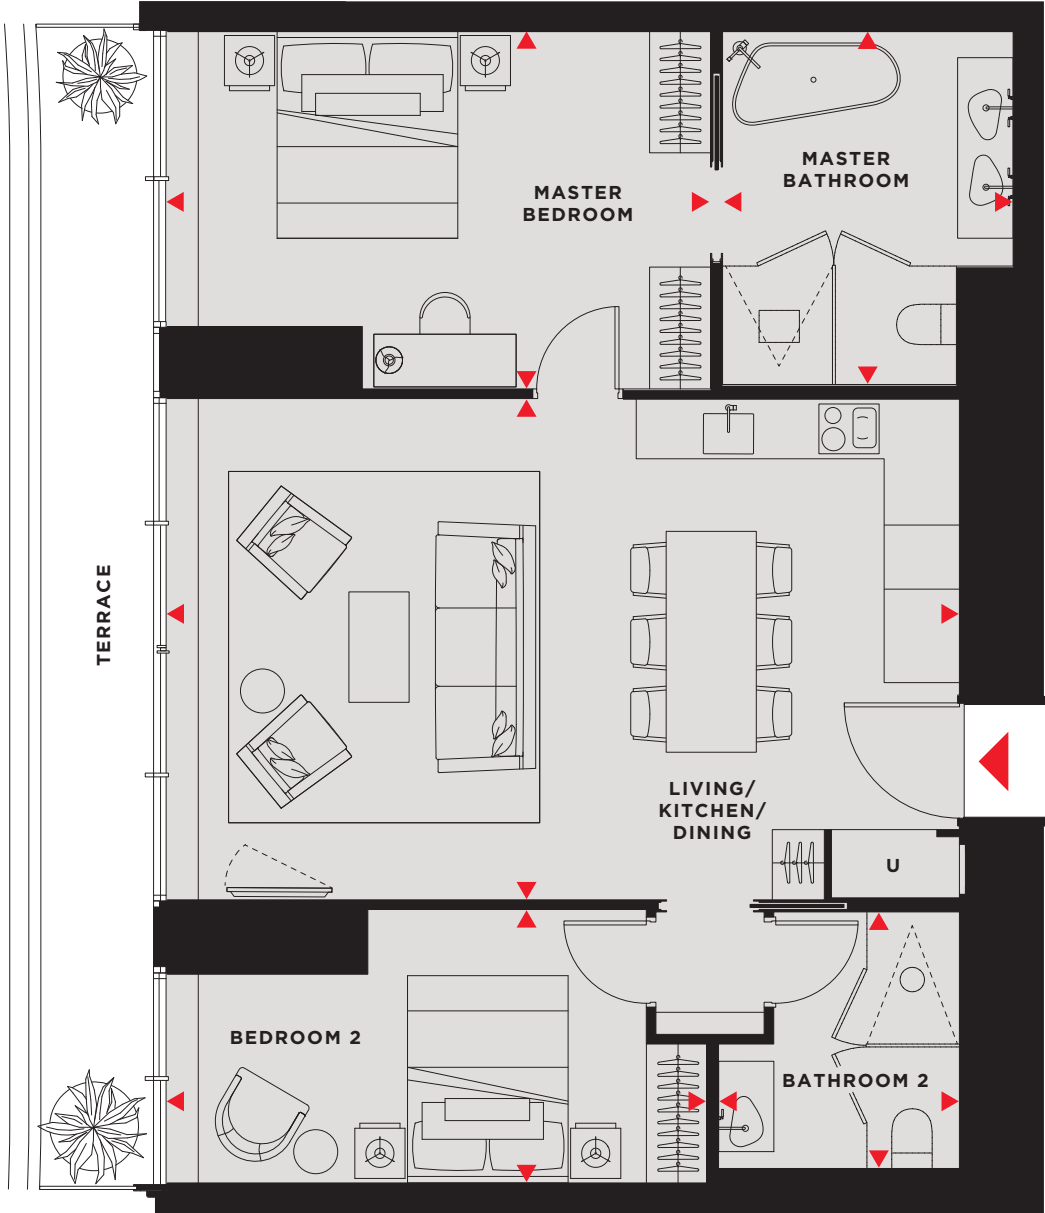 MASTER
BEDROOM
MASTER
BATHROOM
TERRACE
LIVING/
KITCHEN/
DINING
U
BEDROOM 2
BATHROOM 2